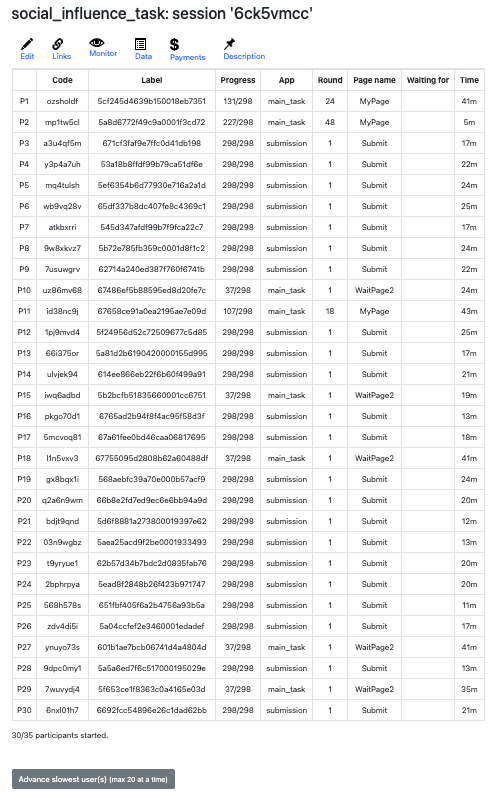 social_influence_task: session '6ck5vmcc'
Edit Links Monitor Data Payments Description
Code Label Progress App Round Page name Waiting for Time
P1 ozsholdf 5cf245d4639b150018eb7351 131/298 main_task 24 MyPage 41m
P2 mp1tw5cl 5a8d6772f49c9a0001f3cd72 227/298 main_task 48 MyPage 5m
P3 a3u4qf5m 671cf3faf9e7ffc0d41db198 298/298 submission 1 Submit 17m
P4 y3p4a7uh 53a18b8ffdf99b79ca51df6e 298/298 submission 1 Submit 22m
P5 mq4tulsh 5ef6354b6d77930e716a2a1d 298/298 submission 1 Submit 24m
P6 wb9vq28v 65df337b8dc407fe8c4369c1 298/298 submission 1 Submit 25m
P7 atkbxrri 545d347afdf99b7f9fca22c7 298/298 submission 1 Submit 17m
P8 9w8xkvz7 5b72e785fb359c0001d8f1c2 298/298 submission 1 Submit 24m
P9 7usuwgrv 62714a240ed387f760f6741b 298/298 submission 1 Submit 22m
P10 uz86mv68 67486ef5b88595ed8d20fe7c 37/298 main_task 1 WaitPage2 24m
P11 id38nc9j 67658ce91a0ea2195ae7e09d 107/298 main_task 18 MyPage 43m
P12 1pj9mvd4 5f24956d52c72509677c5d85 298/298 submission 1 Submit 25m
P13 66i375or 5a81d2b6190420000155d995 298/298 submission 1 Submit 17m
P14 ulvjek94 614ee866eb22f6b60f499a91 298/298 submission 1 Submit 21m
P15 iwq6adbd 5b2bcfb51835660001cc6751 37/298 main_task 1 WaitPage2 19m
P16 pkgo70d1 6765ad2b94f8f4ac95f58d3f 298/298 submission 1 Submit 13m
P17 5mcvoq81 67a61fee0bd46caa06817695 298/298 submission 1 Submit 18m
P18 l1n5vxv3 67755095d2808b62a60488df 37/298 main_task 1 WaitPage2 41m
P19 gx8bqx1i 568aebfc39a70e000b57acf9 298/298 submission 1 Submit 24m
P20 q2a6n9wm 66b8e2fd7ed9ec6e6bb94a9d 298/298 submission 1 Submit 20m
P21 bdjt9qnd 5d6f8881a273800019397e62 298/298 submission 1 Submit 12m
P22 03n9wgbz 5aea25acd9f2be0001933493 298/298 submission 1 Submit 13m
P23 t9yryue1 62b57d34b7bdc2d0835fab76 298/298 submission 1 Submit 20m
P24 2bphrpya 5ead8f2848b26f423b971747 298/298 submission 1 Submit 20m
P25 568h578s 651fbf405f6a2b4756a93b5a 298/298 submission 1 Submit 11m
P26 zdv4di5i 5a04ccfef2e3460001edadef 298/298 submission 1 Submit 17m
P27 ynuyo73s 601b1ae7bcb06741d4a4804d 37/298 main_task 1 WaitPage2 41m
P28 9dpc0my1 5a5a6ed7f6c517000195029e 298/298 submission 1 Submit 13m
P29 7wuvydj4 5f653ce1f8363c0a4165e03d 37/298 main_task 1 WaitPage2 35m
P30 6nxl01h7 6692fcc54896e26c1dad62bb 298/298 submission 1 Submit 21m
30/35 participants started.
Advance slowest user(s) (max 20 at a time)